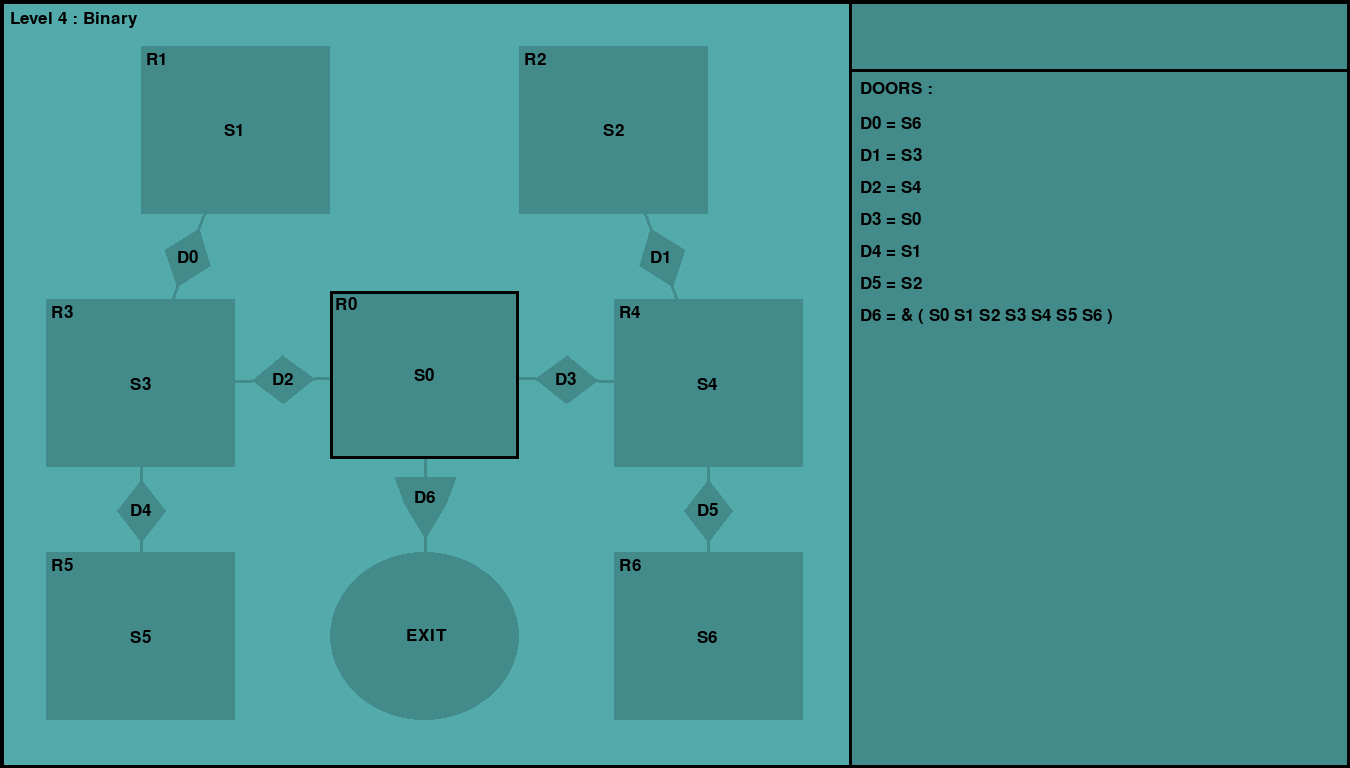 Level 4 : Binary
R1
S1
R2
S2
D0
D1
R3
S3
R0
S0
R4
S4
D2
D3
D4
D6
D5
R5
S5
EXIT
R6
S6
DOORS :
D0 = S6
D1 = S3
D2 = S4
D3 = S0
D4 = S1
D5 = S2
D6 = & ( S0 S1 S2 S3 S4 S5 S6 )